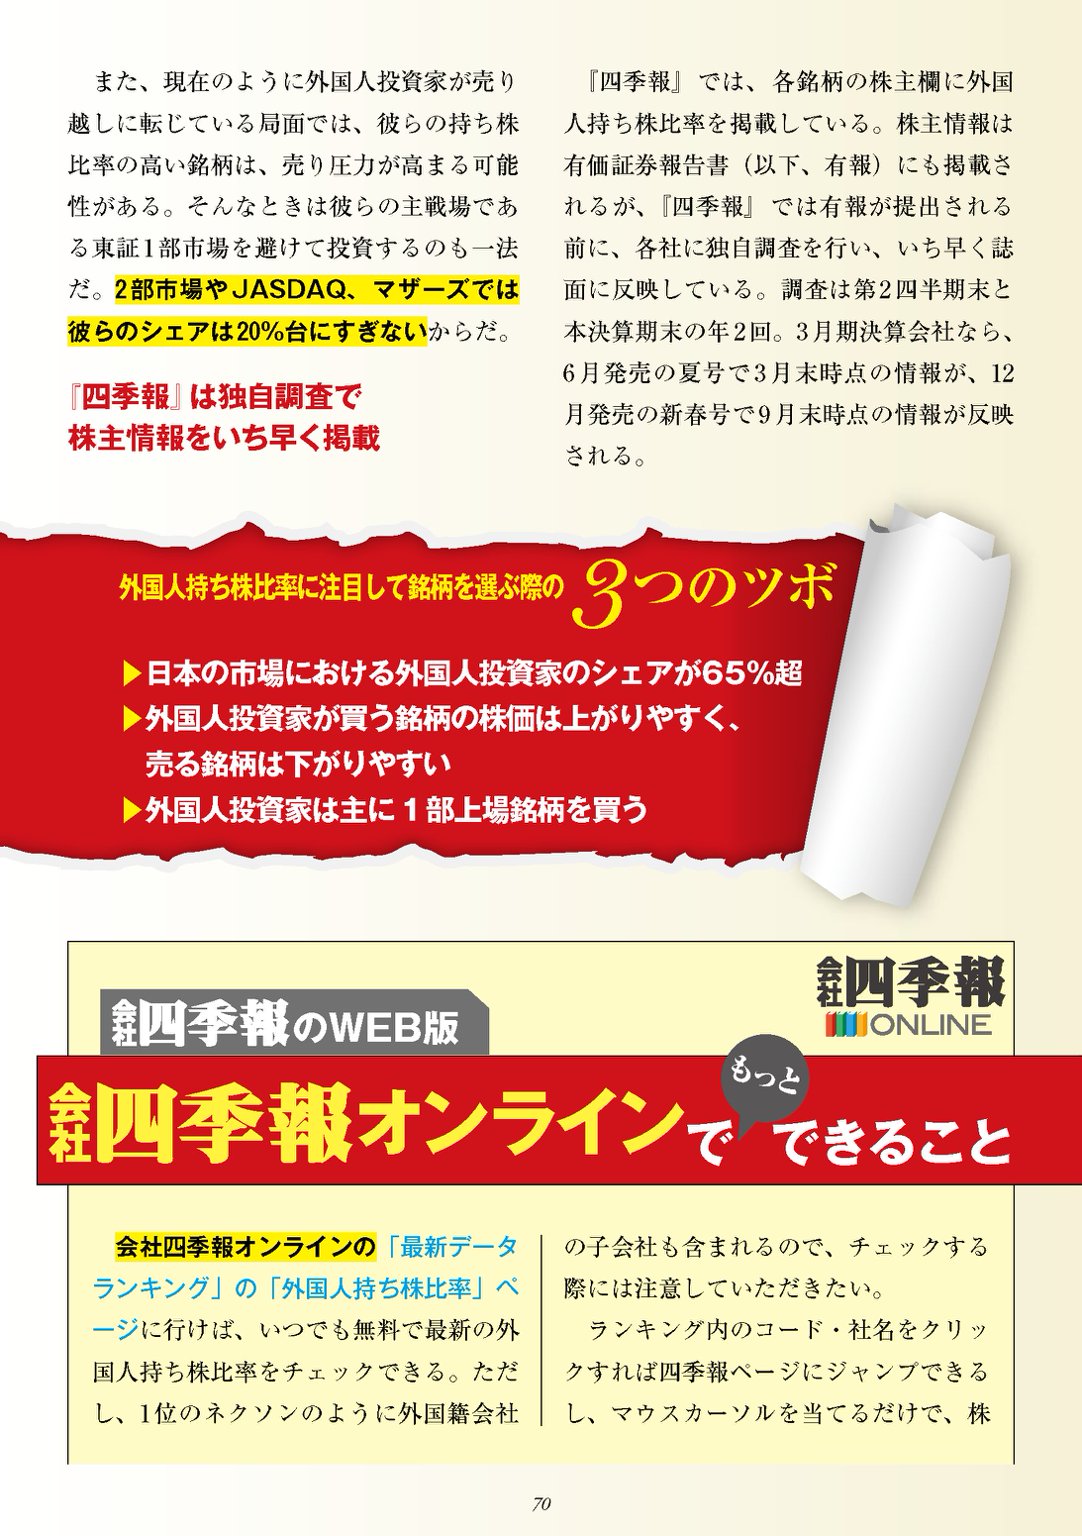 また、現在のように外国人投資家が売り
越しに転じている局面では、彼らの持ち株
比率の高い銘柄は、売り圧力が高まる可能
性がある。そんなときは彼らの主戦場であ
る東証1部市場を避けて投資するのも一法
だ。2部市場やJASDAQ、マザーズでは
彼らのシェアは20%台にすぎないからだ。
『四季報』は独自調査で
株主情報をいち早く掲載
『四季報』では、各銘柄の株主欄に外国
人持ち株比率を掲載している。株主情報は
有価証券報告書（以下、有報）にも掲載さ
れるが、『四季報』では有報が提出される
前に、各社に独自調査を行い、いち早く誌
面に反映している。調査は第2四半期末と
本決算期末の年2回。3月期決算会社なら、
6月発売の夏号で3月末時点の情報が、12
月発売の新春号で9月末時点の情報が反映
される。
外国人持ち株比率に注目して銘柄を選ぶ際の3つのツボ
▶日本の市場における外国人投資家のシェアが65%超
▶外国人投資家が買う銘柄の株価は上がりやすく、
売る銘柄は下がりやすい
▶外国人投資家は主に1部上場銘柄を買う
会社四季報
ONLINE
会社四季報のWEB版
会社四季報オンラインでもっとできること
会社四季報オンラインの「最新データ
ランキング」の「外国人持ち株比率」ペ
ージに行けば、いつでも無料で最新の外
国人持ち株比率をチェックできる。ただ
し、1位のネクソンのように外国籍会社
の子会社も含まれるので、チェックする
際には注意していただきたい。
ランキング内のコード・社名をクリッ
クすれば四季報ページにジャンプできる
し、マウスカーソルを当てるだけで、株
70